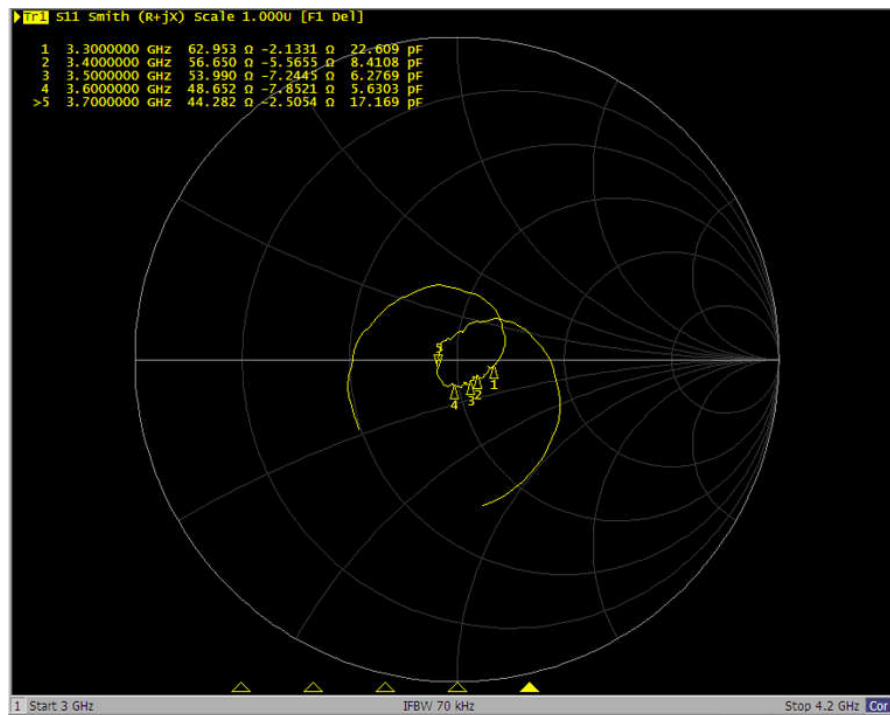 Tr1 S11 Smith (R+jX) Scale 1.000U [F1 Del]
1 3.3000000 GHz 62.953 Ω -2.1331 Ω 22.609 pF
2 3.4000000 GHz 56.650 Ω -5.5655 Ω 8.4108 pF
3 3.5000000 GHz 53.990 Ω -7.2445 Ω 6.2769 pF
4 3.6000000 GHz 48.652 Ω -7.8521 Ω 5.6303 pF
>5 3.7000000 GHz 44.282 Ω -2.5054 Ω 17.169 pF
5
1
2
3
4
1 Start 3 GHz IFBW 70 kHz Stop 4.2 GHz Cor